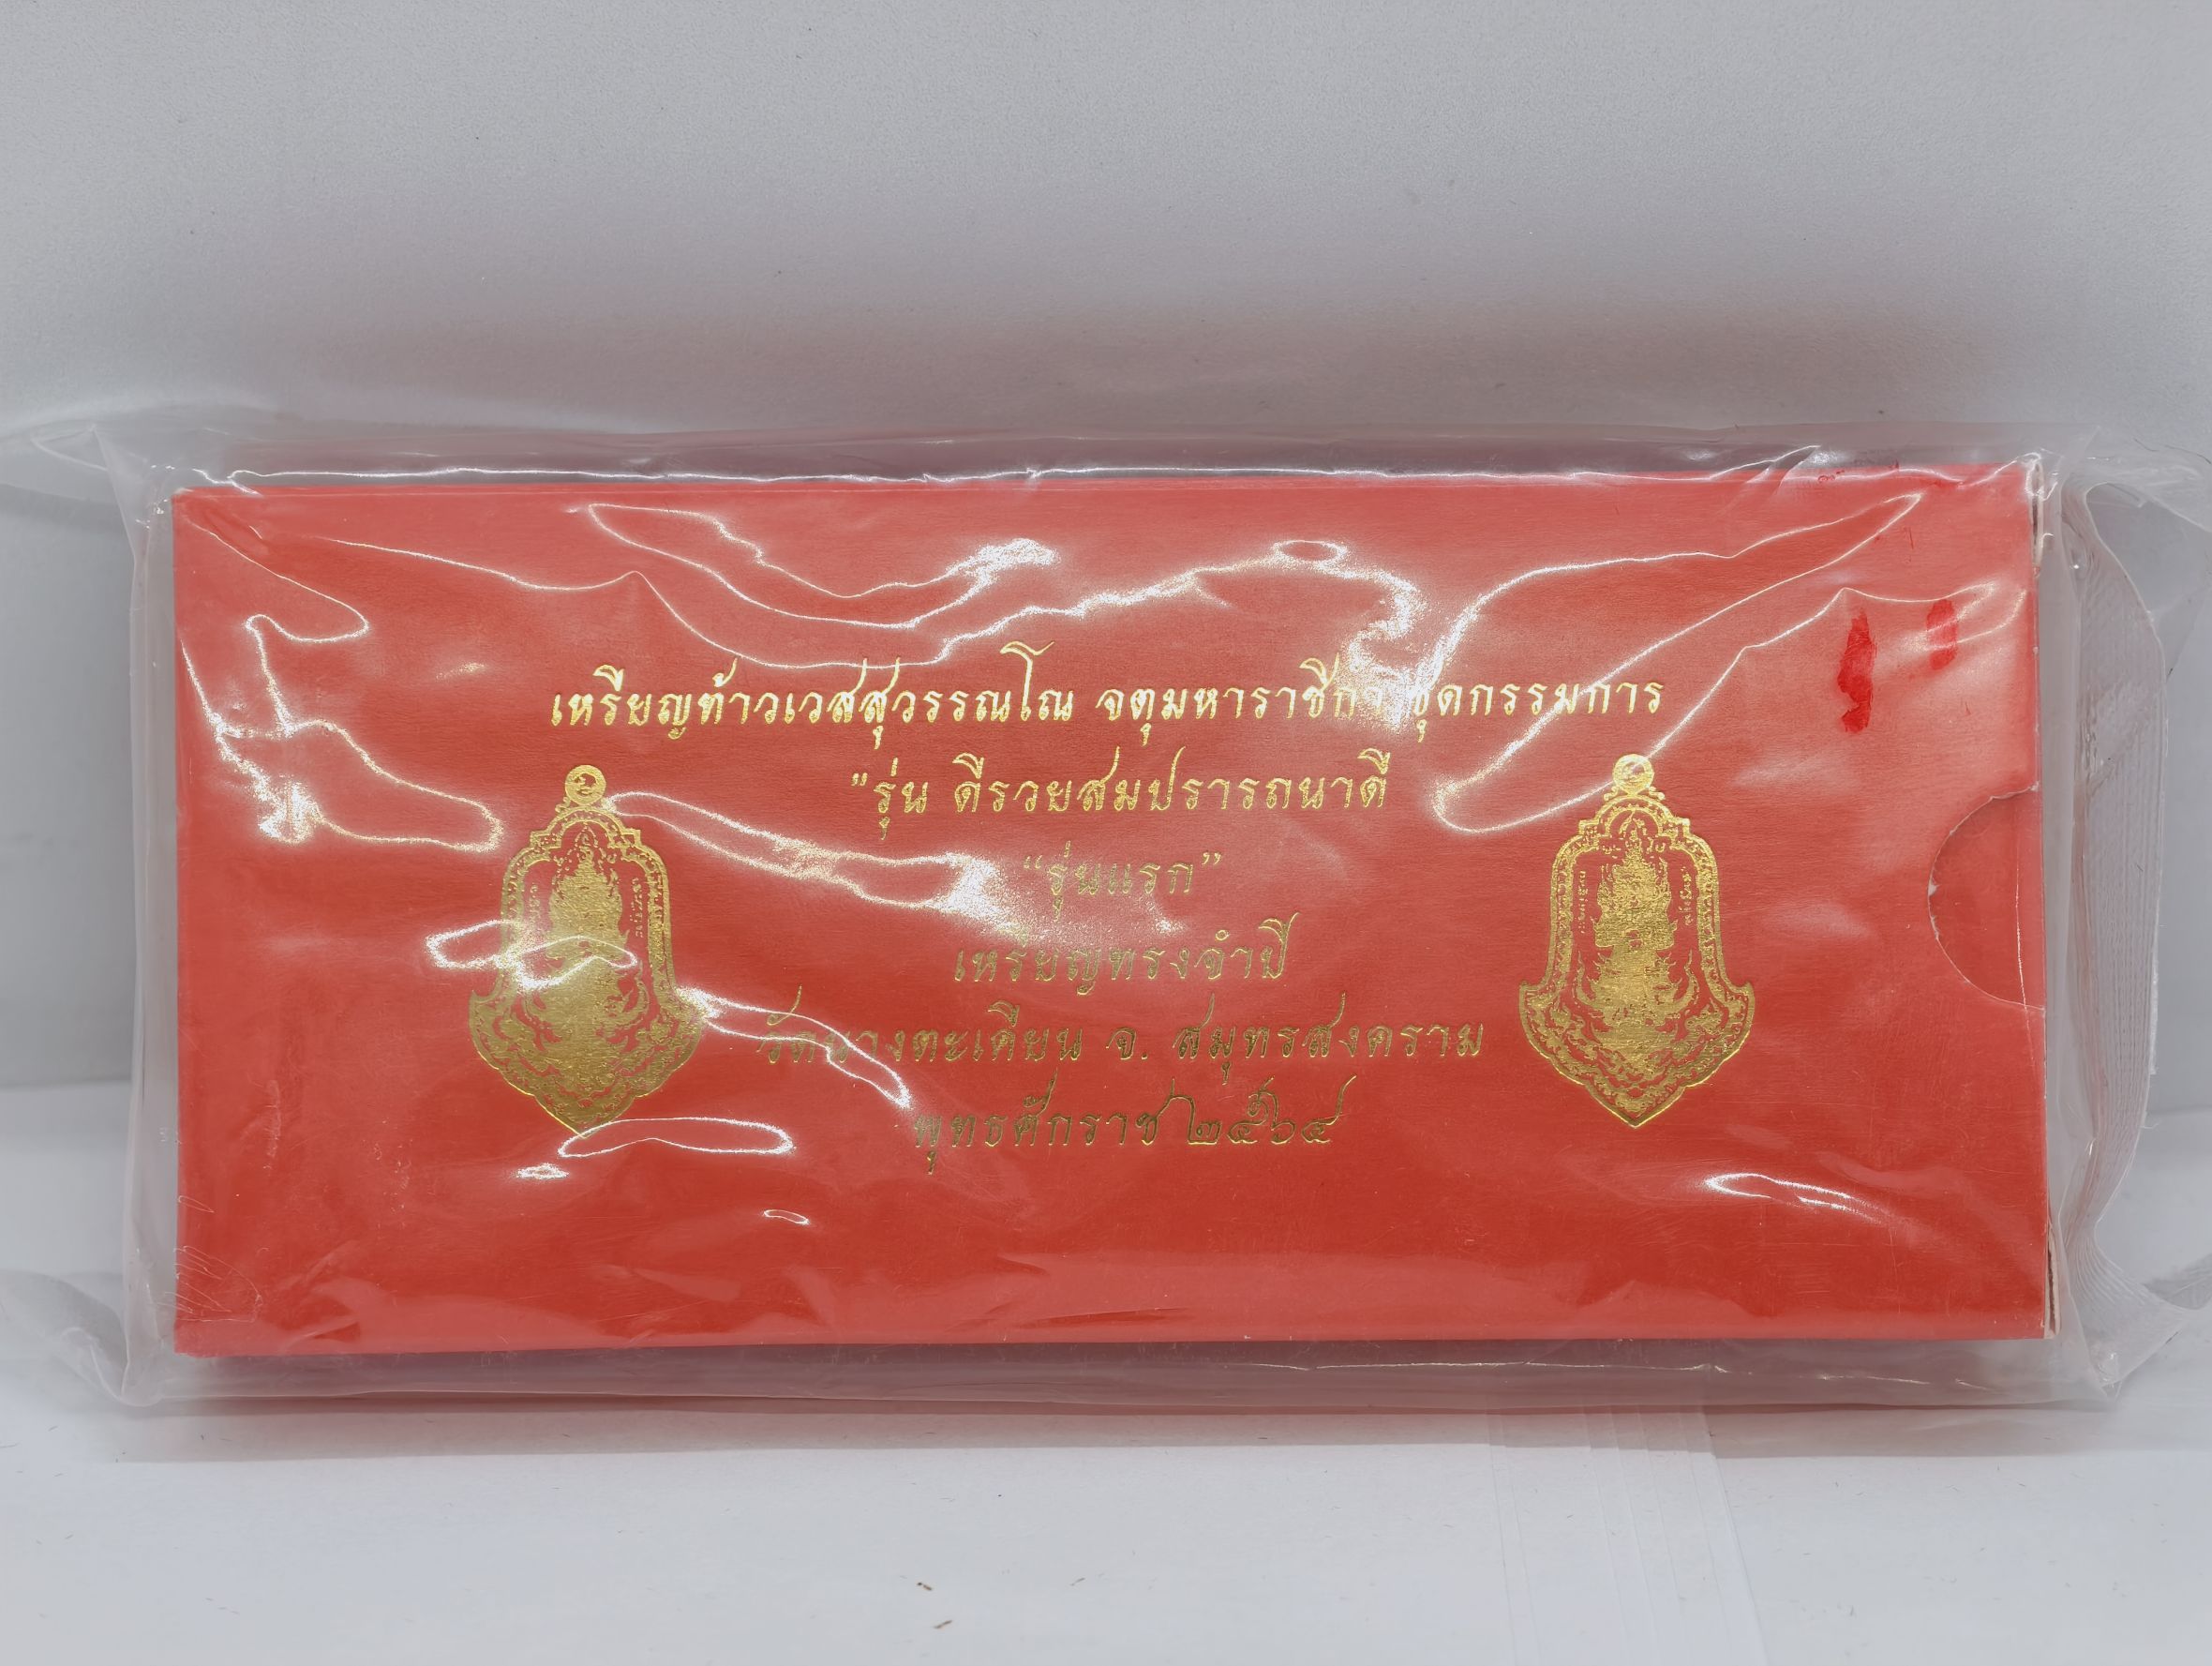 เหรียญท้าวเวสสุวรรณโณ จตุมหาราชีกา ชุดกรรมการ
"รุ่น ดีรวยสมปรารถนาดี
“รุ่นแรก”
เหรียญทรงจำปี
วัดบางตะเคียน จ. สมุทรสงคราม
พุทธศักราช ๒๕๖๔